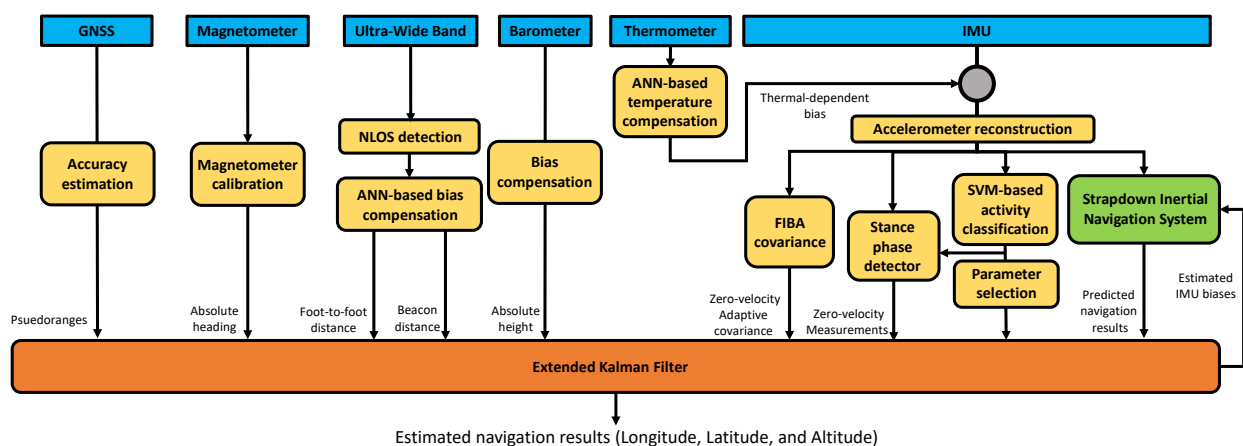 GNSS
Magnetometer
Ultra-Wide Band
Barometer
Thermometer
IMU
ANN-based
temperature
compensation
Thermal-dependent
bias
Accelerometer reconstruction
NLOS detection
Accuracy
estimation
Magnetometer
calibration
ANN-based bias
compensation
Bias
compensation
FIBA
covariance
Stance
phase
detector
SVM-based
activity
classification
Parameter
selection
Strapdown Inertial
Navigation System
Psuedoranges
Absolute
heading
Foot-to-foot
distance
Beacon
distance
Absolute
height
Zero-velocity
Adaptive
covariance
Zero-velocity
Measurements
Predicted
navigation
results
Estimated
IMU biases
Extended Kalman Filter
Estimated navigation results (Longitude, Latitude, and Altitude)